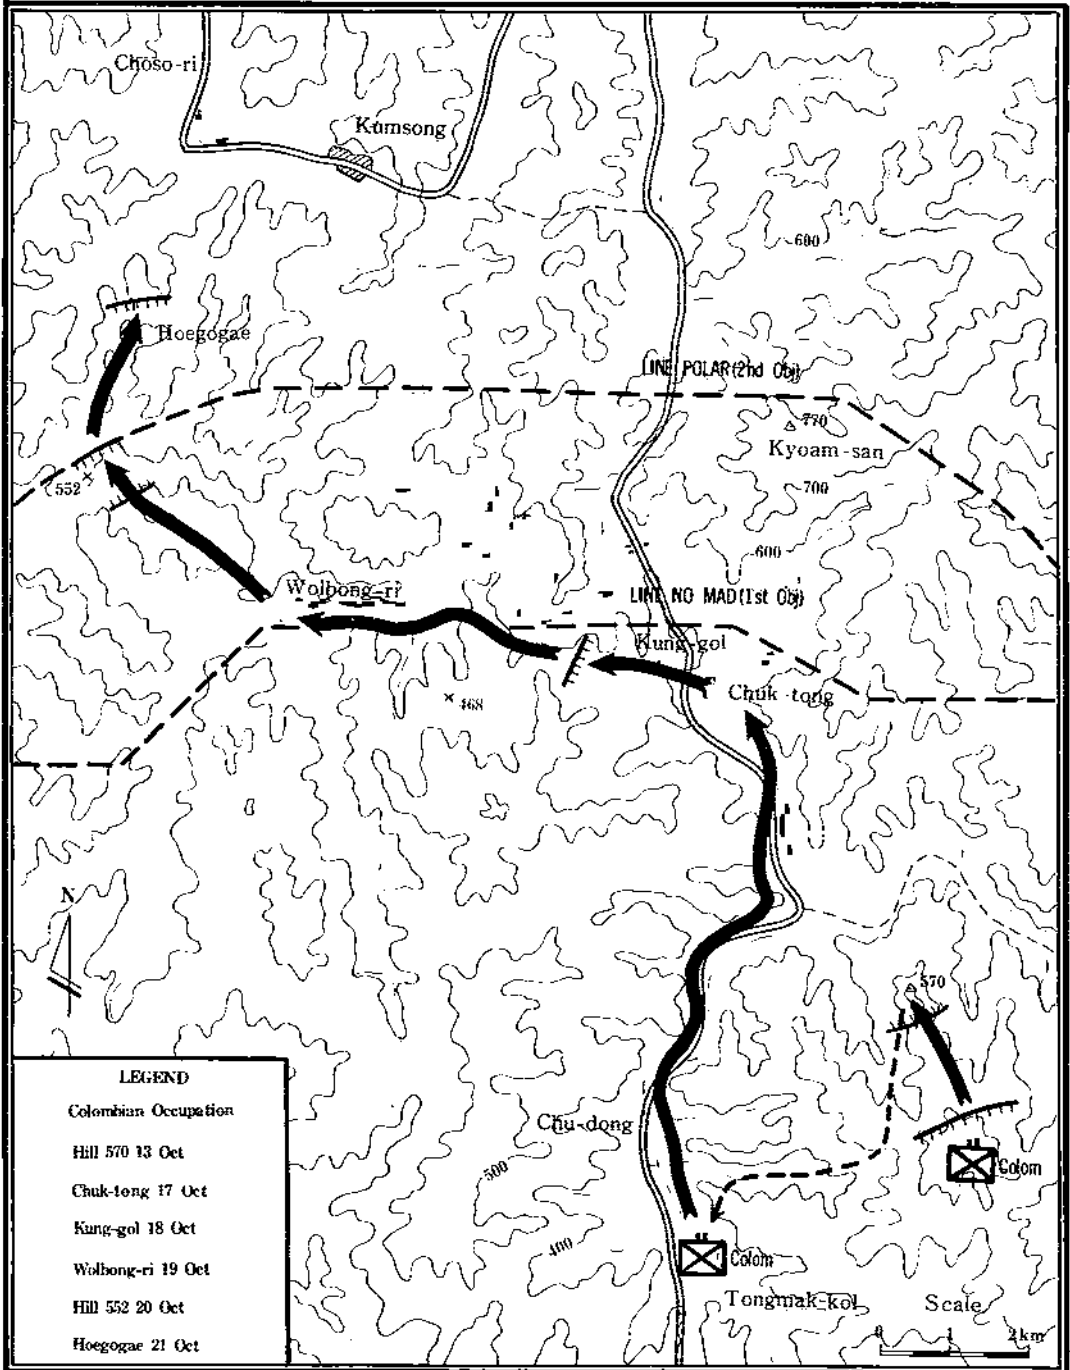 Choso-ri
Kumsong
600
Hoegogae
LINE POLAR(2nd Obj)
770
Kyoam-san
552
700
600
Wolbong-ri
LINE NO MAD(1st Obj)
Kung-gol
468
Chuk-tong
N
570
LEGEND
Colombian Occupation
Hill 570 13 Oct
Chuk-tong 17 Oct
Kung-gol 18 Oct
Wolbong-ri 19 Oct
Hill 552 20 Oct
Hoegogae 21 Oct
Chu-dong
500
Colom
400
Colom
Tongmak-kol
Scale
0 1 2km